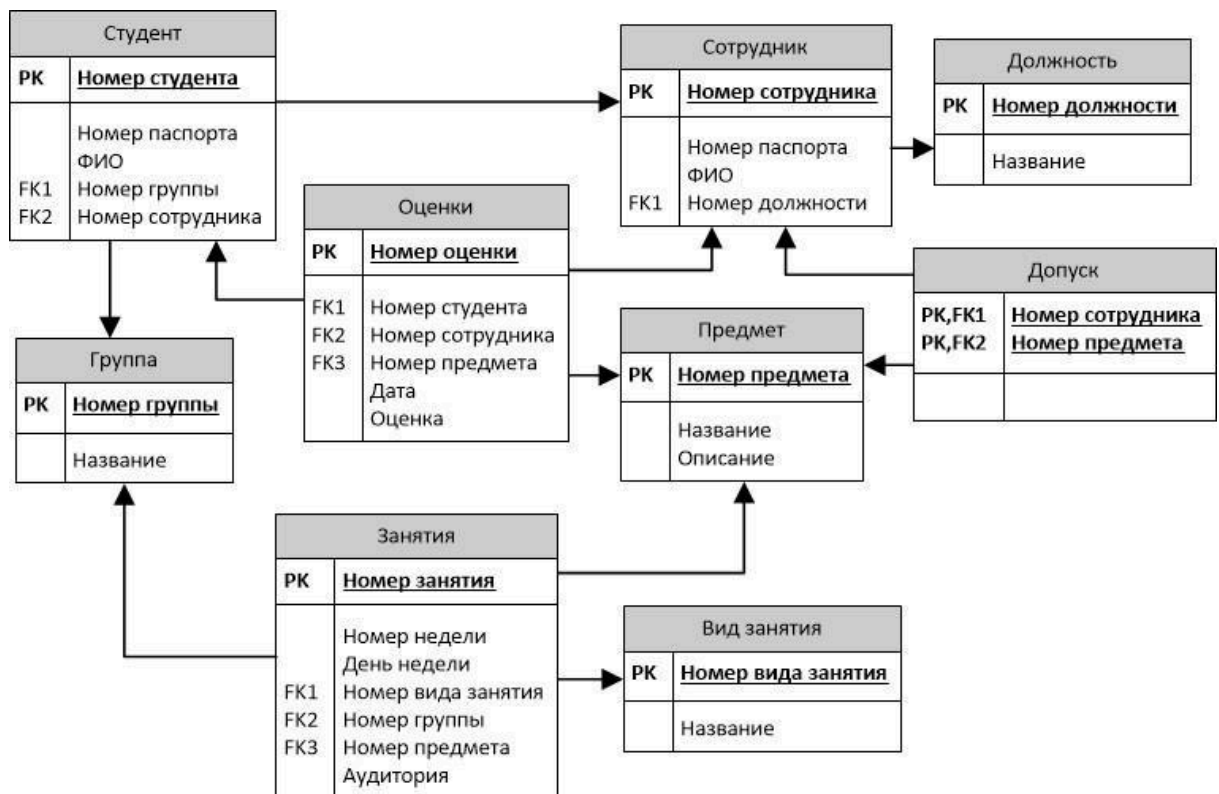 Студент
PK Номер студента
Номер паспорта
ФИО
FK1 Номер группы
FK2 Номер сотрудника
Сотрудник
PK Номер сотрудника
Номер паспорта
ФИО
FK1 Номер должности
Должность
PK Номер должности
Название
Оценки
PK Номер оценки
FK1 Номер студента
FK2 Номер сотрудника
FK3 Номер предмета
Дата
Оценка
Допуск
PK,FK1 Номер сотрудника
PK,FK2 Номер предмета
Группа
PK Номер группы
Название
Предмет
PK Номер предмета
Название
Описание
Занятия
PK Номер занятия
Номер недели
День недели
FK1 Номер вида занятия
FK2 Номер группы
FK3 Номер предмета
Аудитория
Вид занятия
PK Номер вида занятия
Название